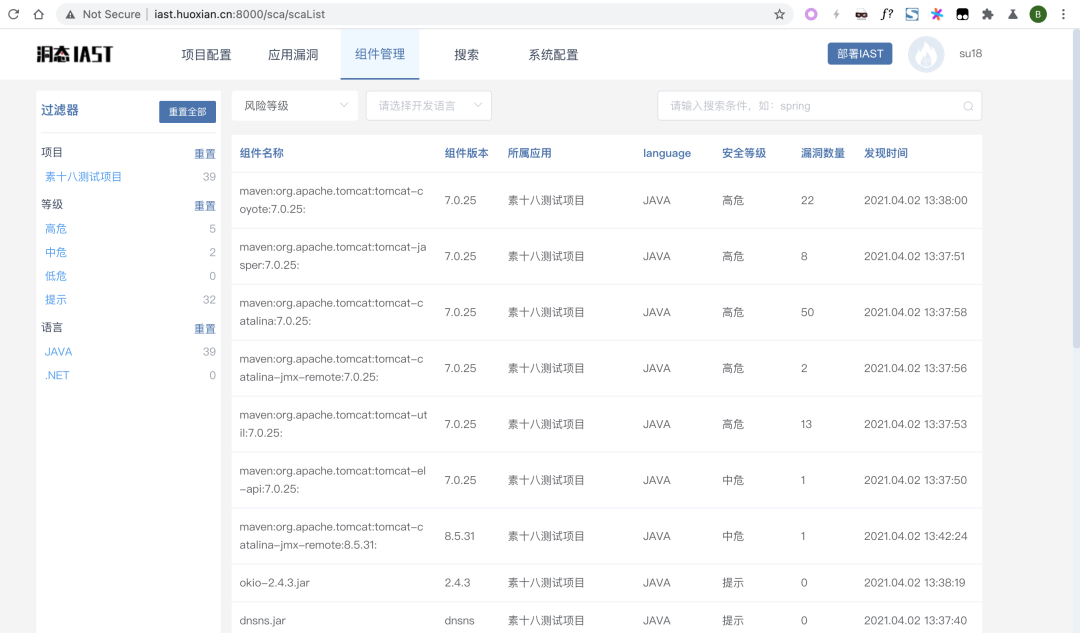 Not Secure iast.huoxian.cn:8000/sca/scaList
ƒ?
B
洞态IAST
项目配置 应用漏洞 组件管理 搜索 系统配置 部署IAST su18
过滤器 重置全部
项目 重置
素十八测试项目 39
等级 重置
高危 5
中危 2
低危 0
提示 32
语言 重置
JAVA 39
.NET 0
风险等级 请选择开发语言 请输入搜索条件，如：spring
组件名称 组件版本 所属应用 language 安全等级 漏洞数量 发现时间
maven:org.apache.tomcat:tomcat-c
oyote:7.0.25:
7.0.25 素十八测试项目 JAVA 高危 22 2021.04.02 13:38:00
maven:org.apache.tomcat:tomcat-ja
sper:7.0.25:
7.0.25 素十八测试项目 JAVA 高危 8 2021.04.02 13:37:51
maven:org.apache.tomcat:tomcat-c
atalina:7.0.25:
7.0.25 素十八测试项目 JAVA 高危 50 2021.04.02 13:37:58
maven:org.apache.tomcat:tomcat-c
atalina-jmx-remote:7.0.25:
7.0.25 素十八测试项目 JAVA 高危 2 2021.04.02 13:37:56
maven:org.apache.tomcat:tomcat-ut
il:7.0.25:
7.0.25 素十八测试项目 JAVA 高危 13 2021.04.02 13:37:53
maven:org.apache.tomcat:tomcat-el
-api:7.0.25:
7.0.25 素十八测试项目 JAVA 中危 1 2021.04.02 13:37:50
maven:org.apache.tomcat:tomcat-c
atalina-jmx-remote:8.5.31:
8.5.31 素十八测试项目 JAVA 中危 1 2021.04.02 13:42:24
okio-2.4.3.jar 2.4.3 素十八测试项目 JAVA 提示 0 2021.04.02 13:38:19
dnsns.jar dnsns 素十八测试项目 JAVA 提示 0 2021.04.02 13:37:40